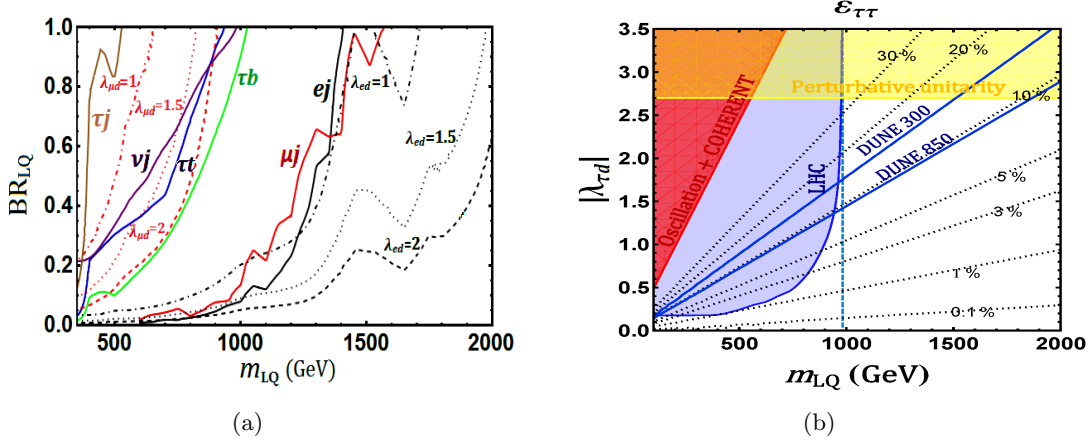 BR_LQ
1.0
0.8
0.6
0.4
0.2
0.0
500
1000
1500
2000
m_LQ (GeV)
λ_μd=1
λ_μd=1.5
λ_μd=2
τj
νj
τt
τb
μj
ej
λ_ed=1
λ_ed=1.5
λ_ed=2
(a)
ε_ττ
|λ_τd|
3.5
3.0
2.5
2.0
1.5
1.0
0.5
0.0
500
1000
1500
2000
m_LQ (GeV)
30 %
20 %
Perturbative unitarity
10 %
DUNE 300
DUNE 850
Oscillation + COHERENT
LHC
5 %
3 %
1 %
0.1 %
(b)